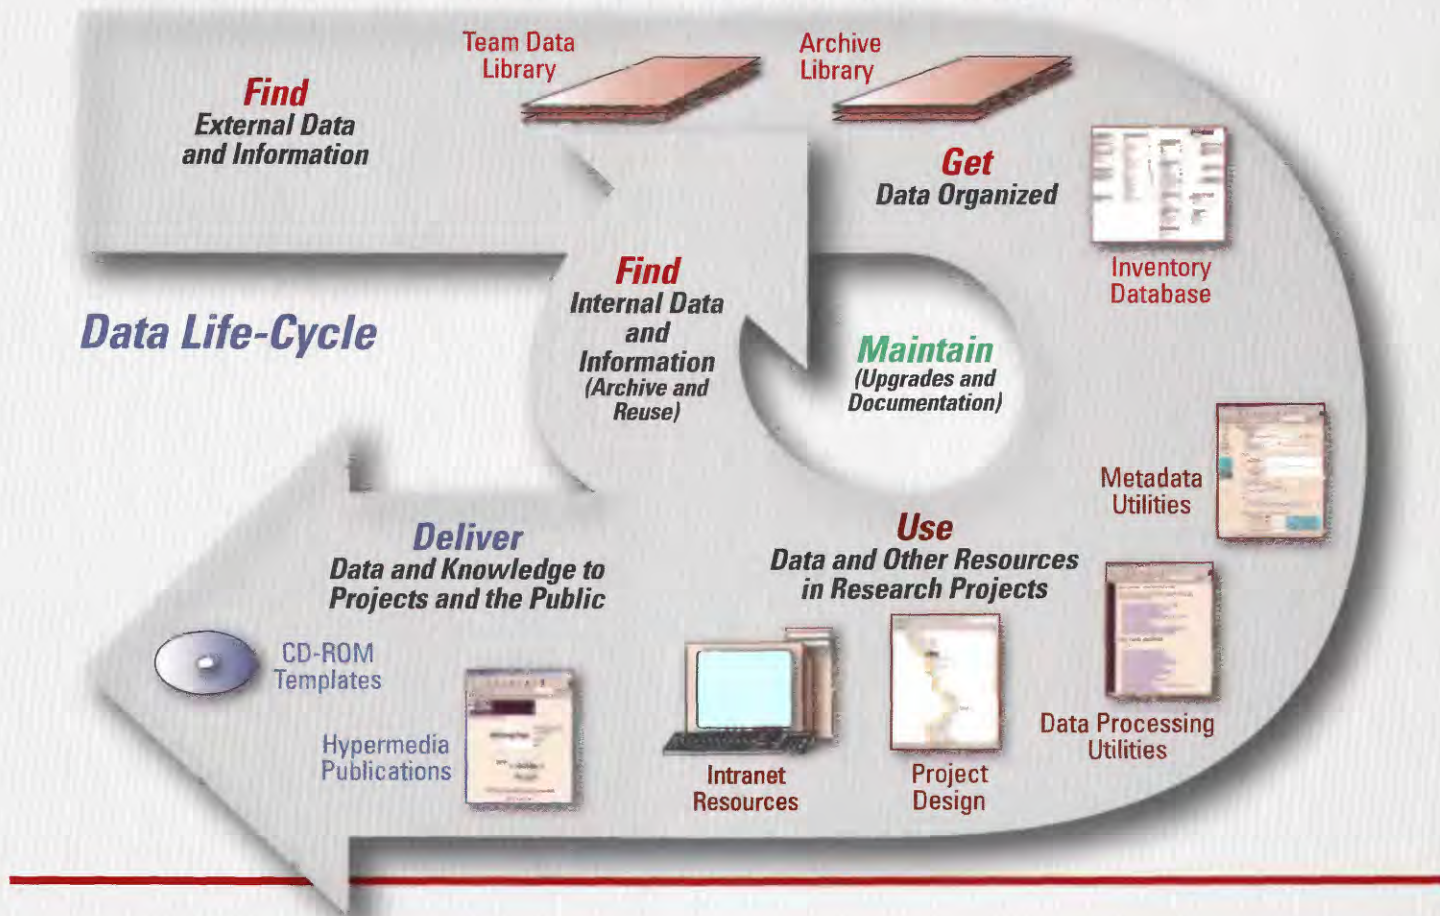 Team Data
Library
Archive
Library
Find
External Data
and Information
Get
Data Organized
Inventory
Database
Find
Internal Data
and
Information
(Archive and
Reuse)
Data Life-Cycle
Maintain
(Upgrades and
Documentation)
Metadata
Utilities
Deliver
Data and Knowledge to
Projects and the Public
Use
Data and Other Resources
in Research Projects
CD-ROM
Templates
Hypermedia
Publications
Intranet
Resources
Project
Design
Data Processing
Utilities